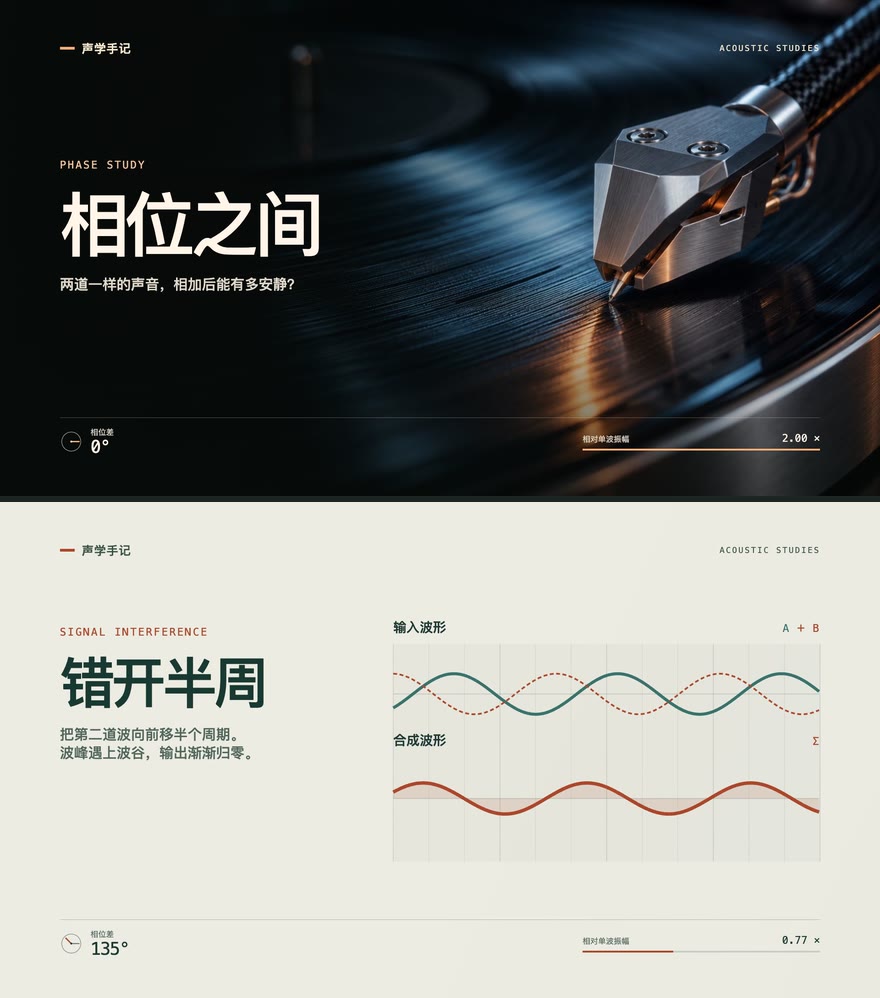 声学手记
ACOUSTIC STUDIES
PHASE STUDY
相位之间
两道一样的声音，相加后能有多安静？
相位差
0°
相对单波振幅
2.00 ×
声学手记
ACOUSTIC STUDIES
SIGNAL INTERFERENCE
错开半周
把第二道波向前移半个周期。
波峰遇上波谷，输出渐渐归零。
输入波形
A + B
合成波形
Σ
相位差
135°
相对单波振幅
0.77 ×